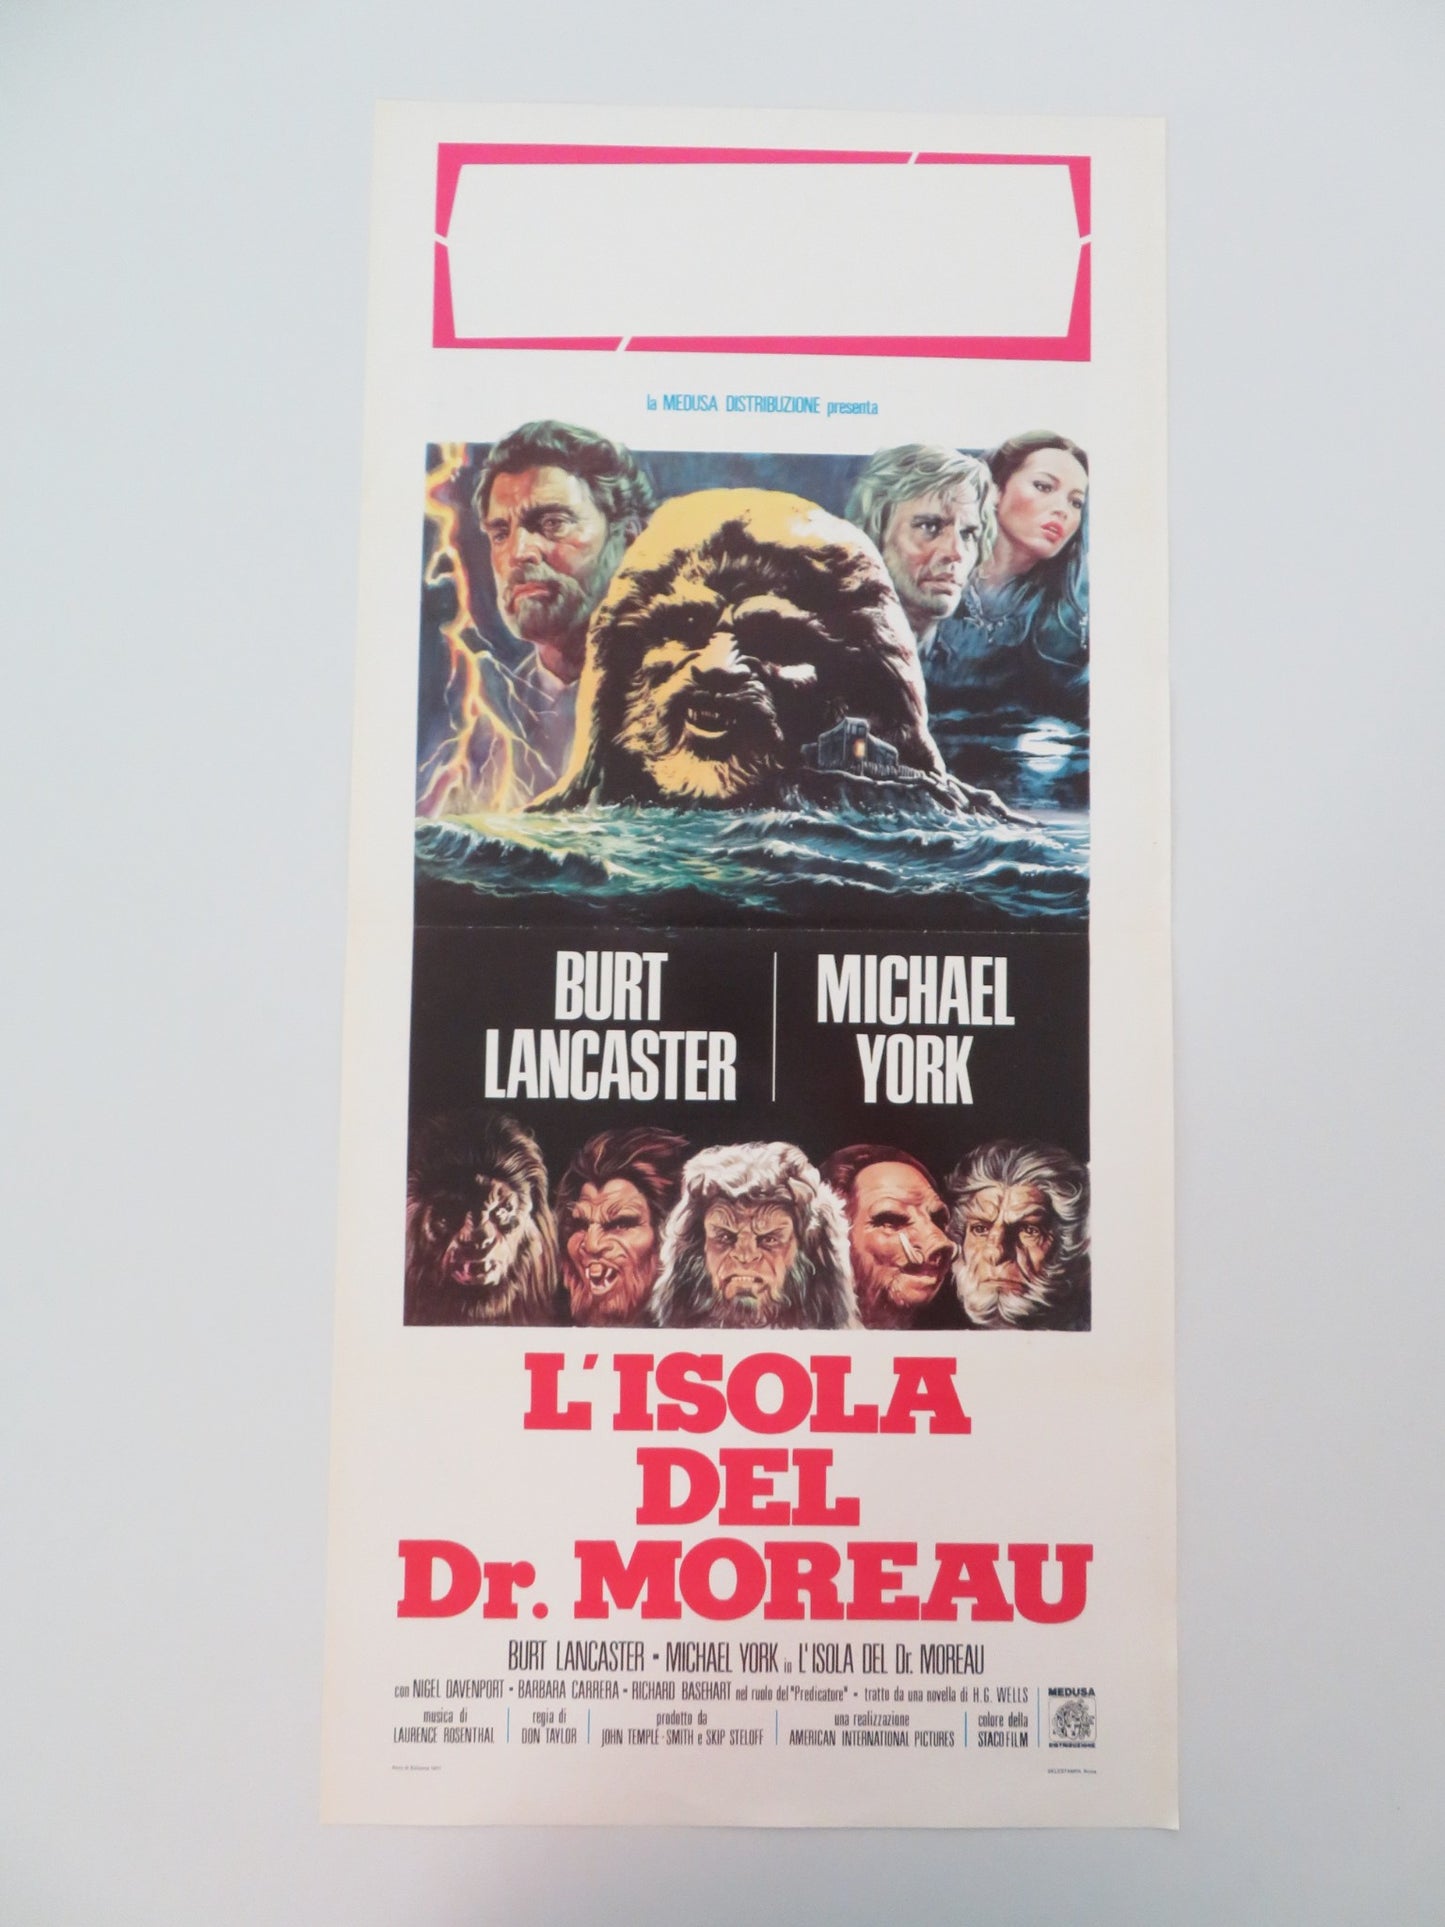 la MEDUSA DISTRIBUZIONE presenta
BURT LANCASTER
MICHAEL YORK
L'ISOLA
DEL
Dr. MOREAU
BURT LANCASTER - MICHAEL YORK in L'ISOLA DEL Dr. MOREAU
con NIGEL DAVENPORT - BARBARA CARRERA - RICHARD BASEHART nel ruolo del "Predicatore" - tratto da una novella di H.G. WELLS
musica di
LAURENCE ROSENTHAL
regia di
DON TAYLOR
prodotto da
JOHN TEMPLE-SMITH e SKIP STELOFF
una realizzazione
AMERICAN INTERNATIONAL PICTURES
colore della
STACOFILM
MEDUSA
DISTRIBUZIONE
SELESTAMPA, Roma